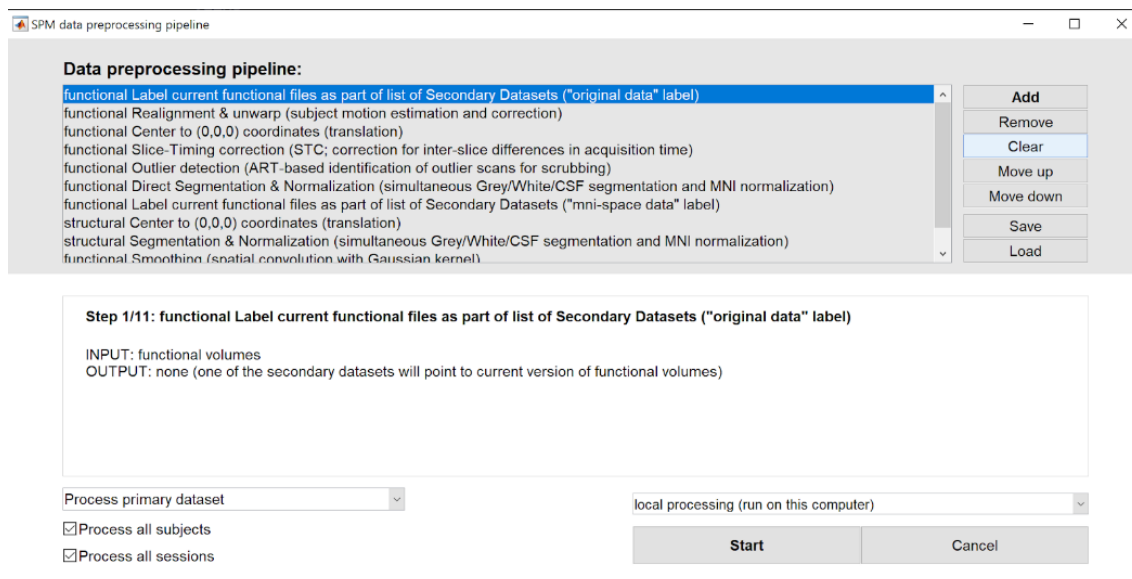 SPM data preprocessing pipeline
Data preprocessing pipeline:
functional Label current functional files as part of list of Secondary Datasets ("original data" label)
functional Realignment & unwarp (subject motion estimation and correction)
functional Center to (0,0,0) coordinates (translation)
functional Slice-Timing correction (STC; correction for inter-slice differences in acquisition time)
functional Outlier detection (ART-based identification of outlier scans for scrubbing)
functional Direct Segmentation & Normalization (simultaneous Grey/White/CSF segmentation and MNI normalization)
functional Label current functional files as part of list of Secondary Datasets ("mni-space data" label)
structural Center to (0,0,0) coordinates (translation)
structural Segmentation & Normalization (simultaneous Grey/White/CSF segmentation and MNI normalization)
functional Smoothing (spatial convolution with Gaussian kernel)
Add
Remove
Clear
Move up
Move down
Save
Load
Step 1/11: functional Label current functional files as part of list of Secondary Datasets ("original data" label)
INPUT: functional volumes
OUTPUT: none (one of the secondary datasets will point to current version of functional volumes)
Process primary dataset
Process all subjects
Process all sessions
local processing (run on this computer)
Start
Cancel